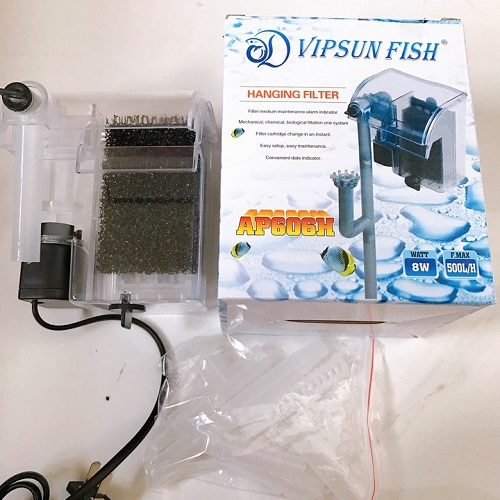 VIPSUN FISH®
HANGING FILTER
Filter medium maintenance alarm indicator.
Mechanical, chemical, biological filtration one system
Filter cartridge change in an instant.
Easy setup, easy maintenance.
Convenient date indicator.
AP606H
WATT
8W
F.MAX
500L/H